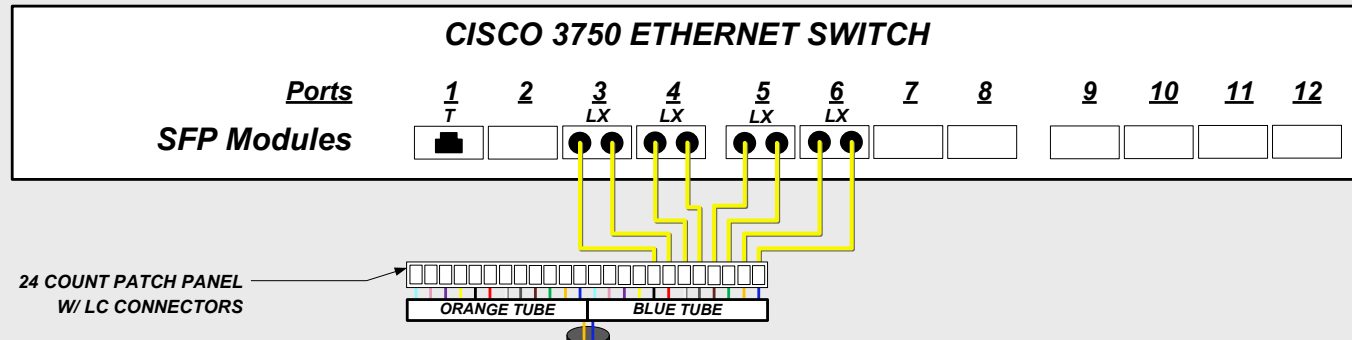 CISCO 3750 ETHERNET SWITCH
Ports 1 2 3 4 5 6 7 8 9 10 11 12
T LX LX LX LX
SFP Modules
24 COUNT PATCH PANEL
W/ LC CONNECTORS
ORANGE TUBE BLUE TUBE